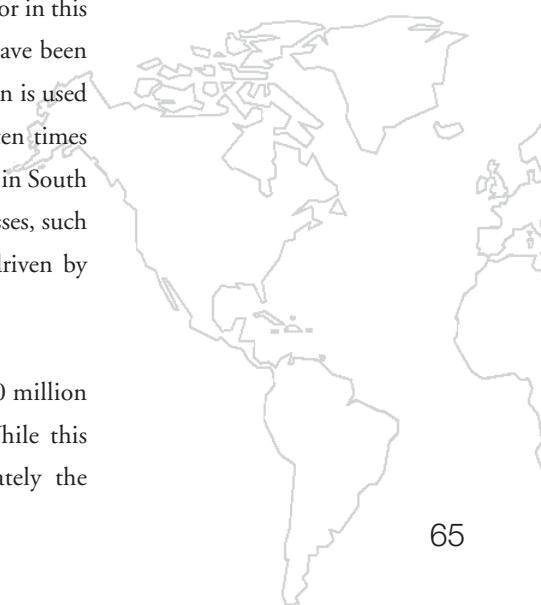 or in this
ave been
n is used
en times
in South
sses, such
driven by
0 million
hile this
ately the
65